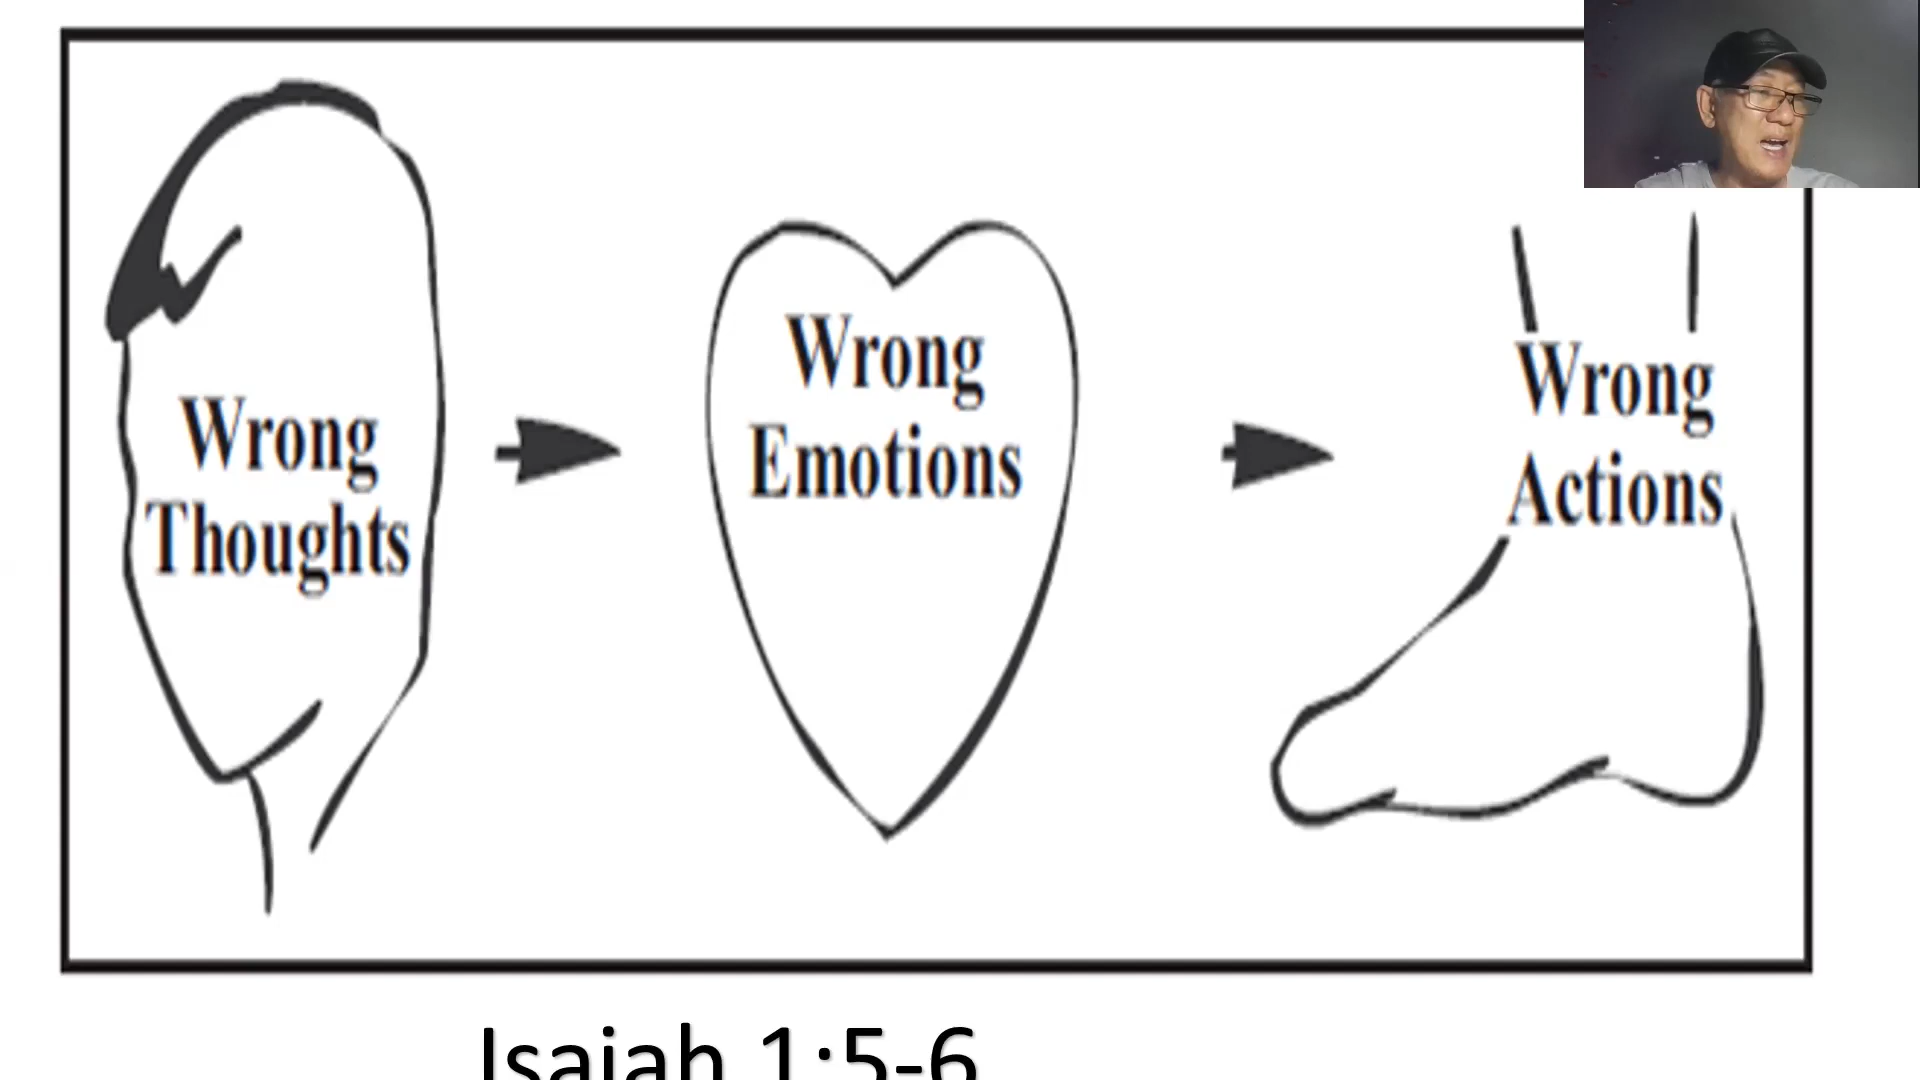 Wrong
Thoughts
Wrong
Emotions
Wrong
Actions
Isaiah 1:5-6